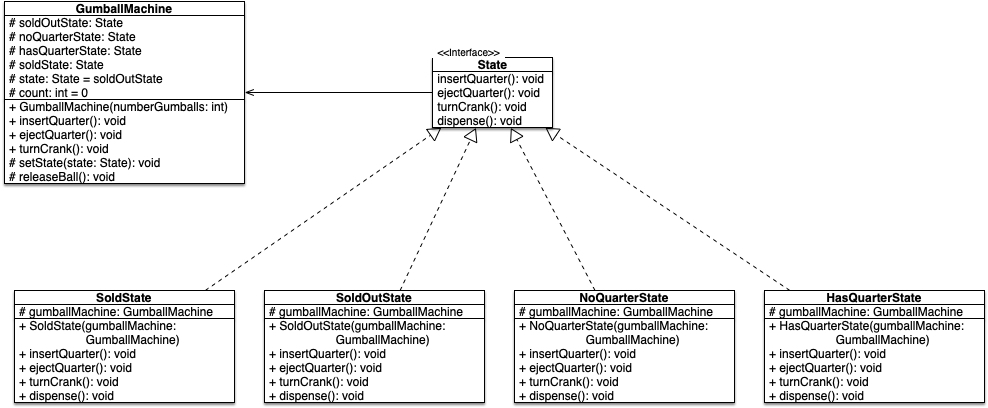 GumballMachine
# soldOutState: State
# noQuarterState: State
# hasQuarterState: State
# soldState: State
# state: State = soldOutState
# count: int = 0
+ GumballMachine(numberGumballs: int)
+ insertQuarter(): void
+ ejectQuarter(): void
+ turnCrank(): void
# setState(state: State): void
# releaseBall(): void
<<Interface>>
State
insertQuarter(): void
ejectQuarter(): void
turnCrank(): void
dispense(): void
SoldState
# gumballMachine: GumballMachine
+ SoldState(gumballMachine:
GumballMachine)
+ insertQuarter(): void
+ ejectQuarter(): void
+ turnCrank(): void
+ dispense(): void
SoldOutState
# gumballMachine: GumballMachine
+ SoldOutState(gumballMachine:
GumballMachine)
+ insertQuarter(): void
+ ejectQuarter(): void
+ turnCrank(): void
+ dispense(): void
NoQuarterState
# gumballMachine: GumballMachine
+ NoQuarterState(gumballMachine:
GumballMachine)
+ insertQuarter(): void
+ ejectQuarter(): void
+ turnCrank(): void
+ dispense(): void
HasQuarterState
# gumballMachine: GumballMachine
+ HasQuarterState(gumballMachine:
GumballMachine)
+ insertQuarter(): void
+ ejectQuarter(): void
+ turnCrank(): void
+ dispense(): void